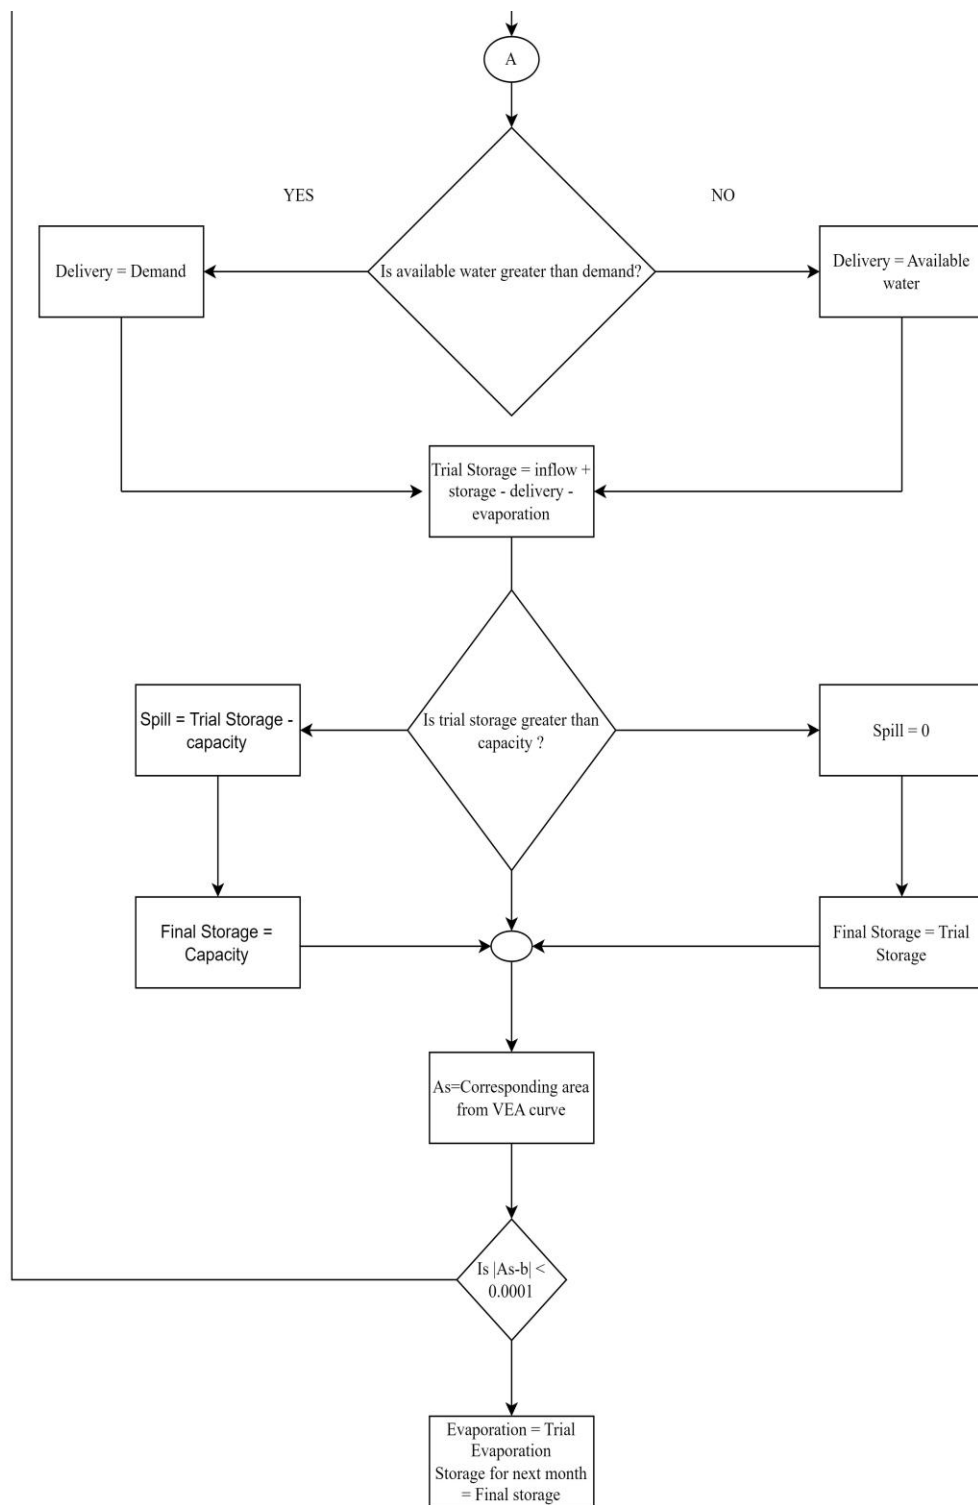 A
YES
NO
Delivery = Demand
Is available water greater than demand?
Delivery = Available
water
Trial Storage = inflow +
storage - delivery -
evaporation
Spill = Trial Storage -
capacity
Is trial storage greater than
capacity ?
Spill = 0
Final Storage =
Capacity
Final Storage = Trial
Storage
As=Corresponding area
from VEA curve
Is |As-b| <
0.0001
Evaporation = Trial
Evaporation
Storage for next month
= Final storage